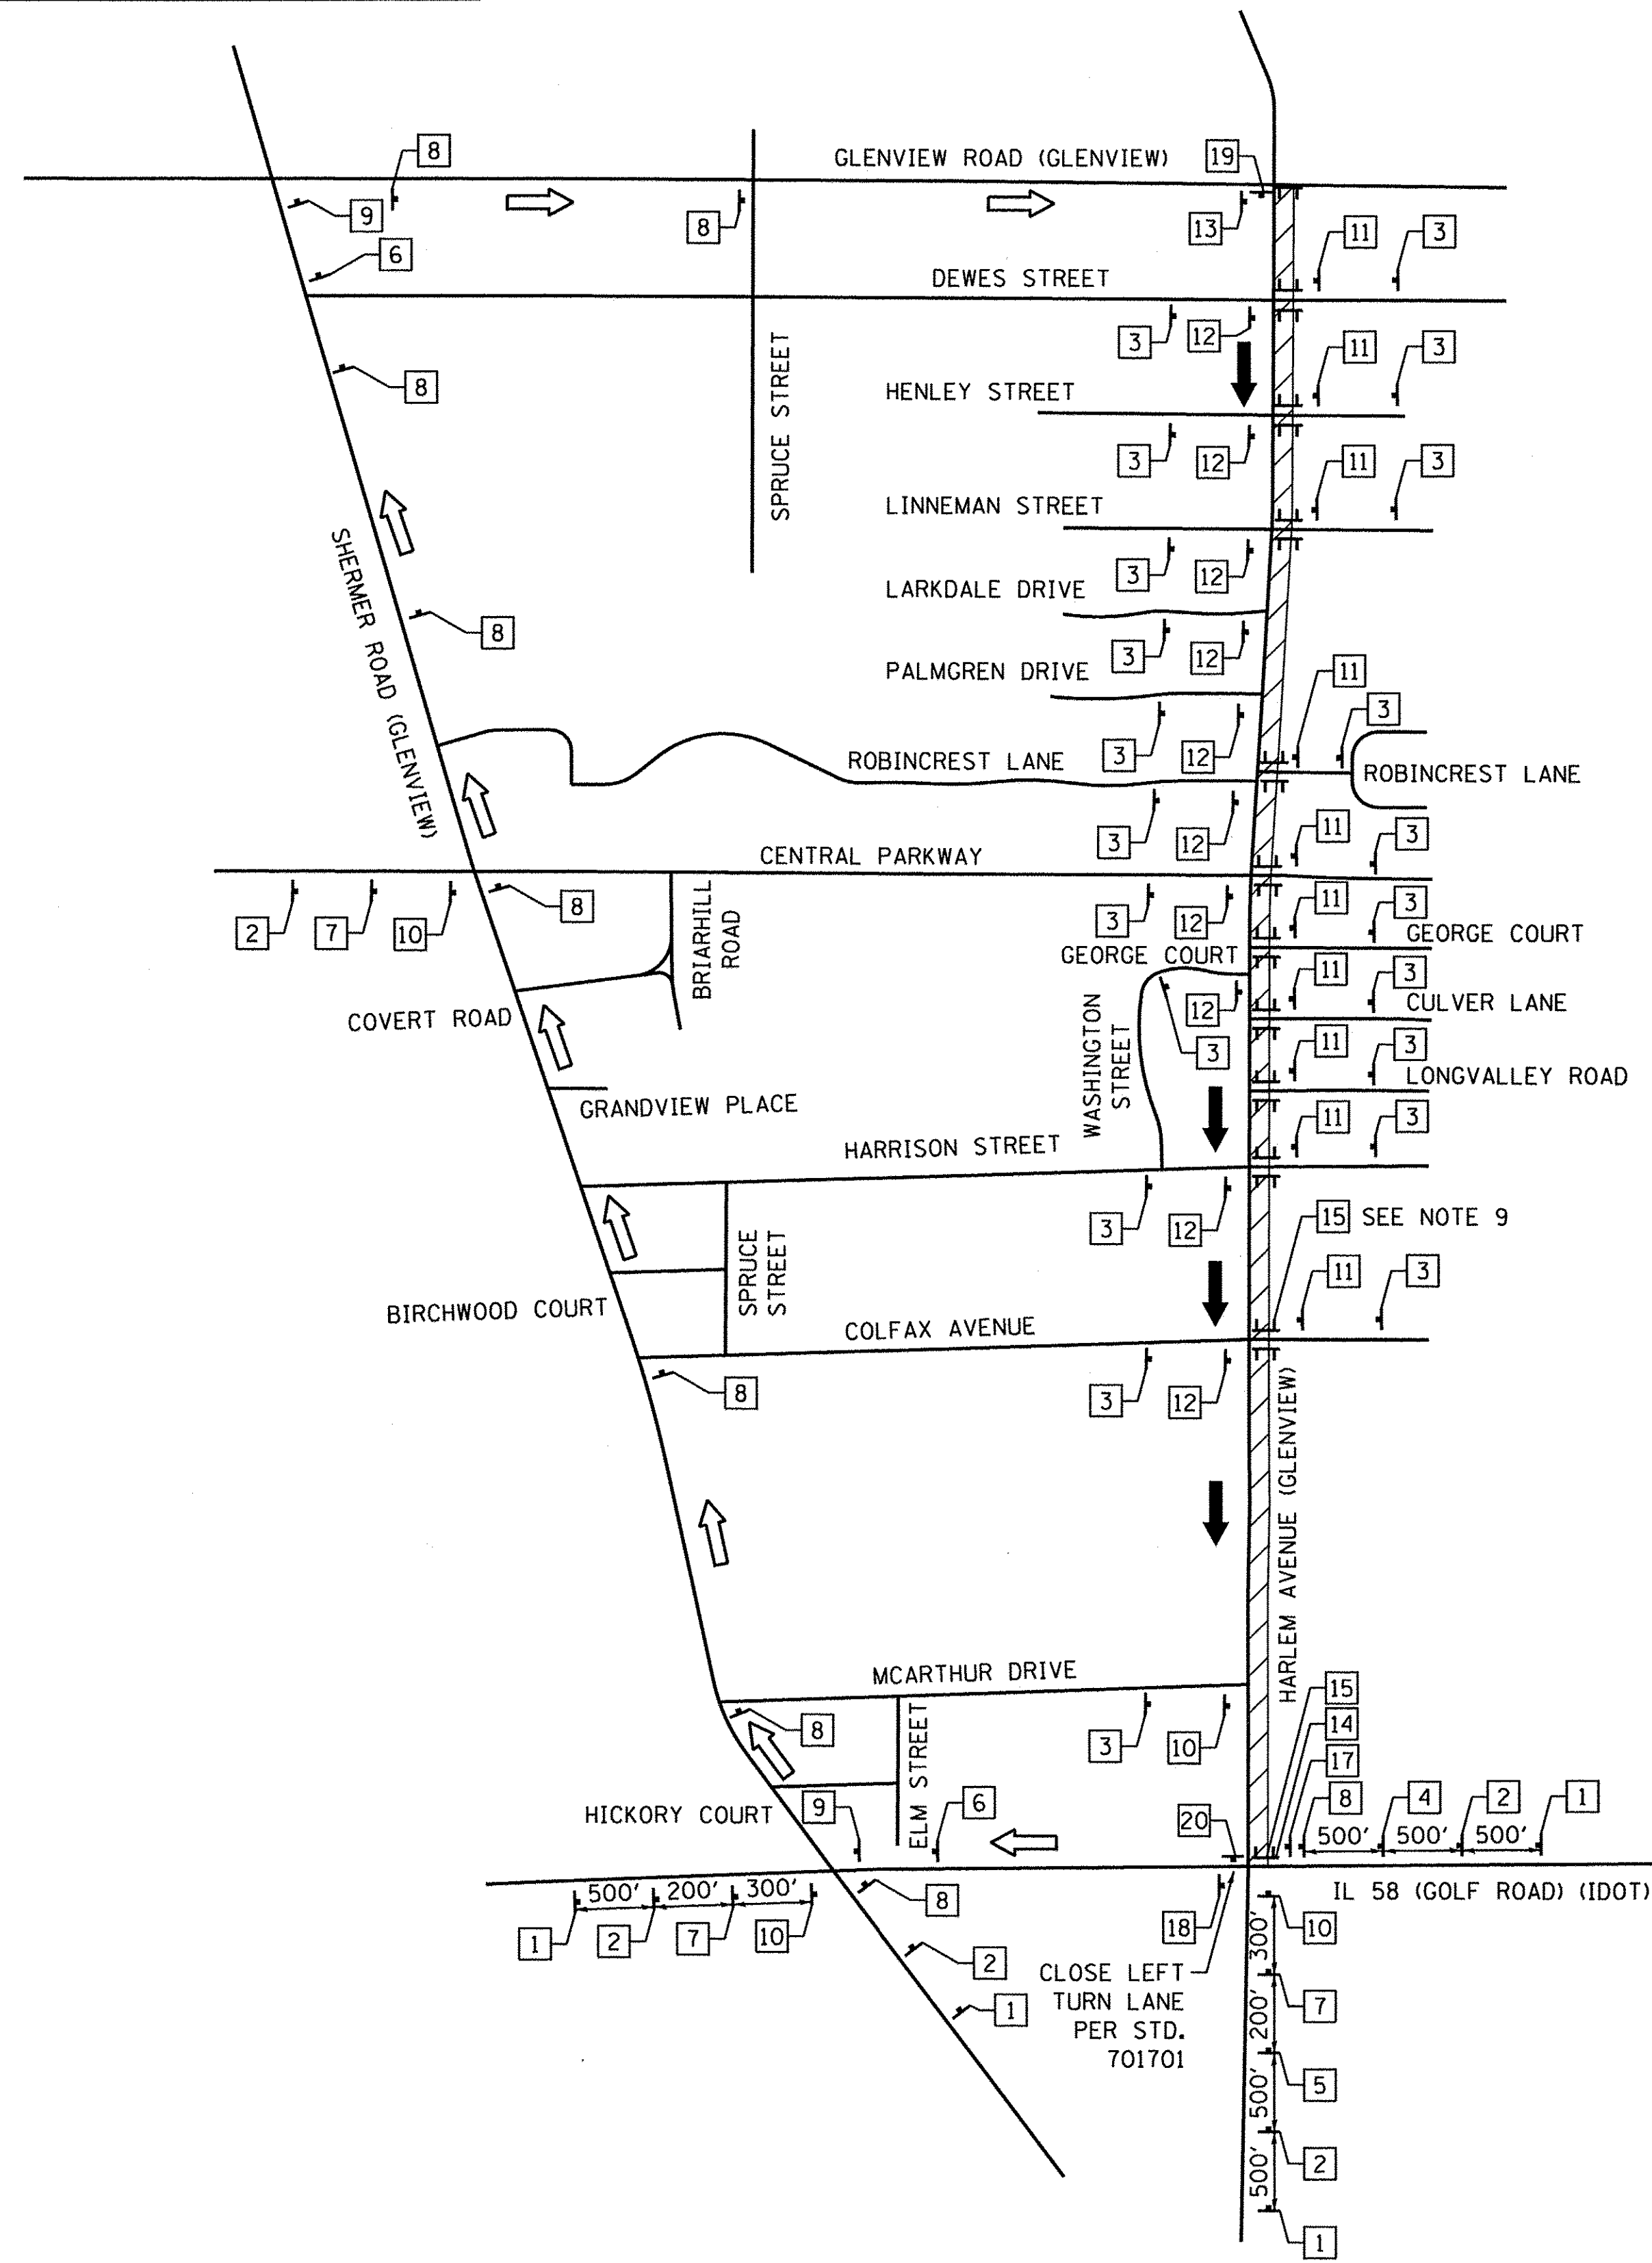 8
GLENVIEW ROAD (GLENVIEW)
19
9
8
13
6
11
3
DEWES STREET
3
12
8
11
3
HENLEY STREET
SPRUCE STREET
3
12
11
3
LINNEMAN STREET
3
12
LARKDALE DRIVE
SHERMER ROAD (GLENVIEW)
8
3
12
PALMGREN DRIVE
11
3
3
12
ROBINCREST LANE
ROBINCREST LANE
3
12
11
3
CENTRAL PARKWAY
2
7
10
8
BRIARHILL
ROAD
3
12
11
3
GEORGE COURT
GEORGE COURT
11
3
CULVER LANE
12
COVERT ROAD
WASHINGTON
STREET
3
11
3
LONGVALLEY ROAD
GRANDVIEW PLACE
11
3
HARRISON STREET
3
12
15 SEE NOTE 9
SPRUCE
STREET
11
3
BIRCHWOOD COURT
COLFAX AVENUE
8
3
12
HARLEM AVENUE (GLENVIEW)
MCARTHUR DRIVE
15
14
17
8
3
10
ELM STREET
HICKORY COURT
9
6
20
8
4
2
1
500' 500' 500'
IL 58 (GOLF ROAD) (IDOT)
500' 200' 300'
1
2
7
10
8
18
10
300'
2
CLOSE LEFT
TURN LANE
PER STD.
701701
1
7
200'
5
500'
2
500'
1